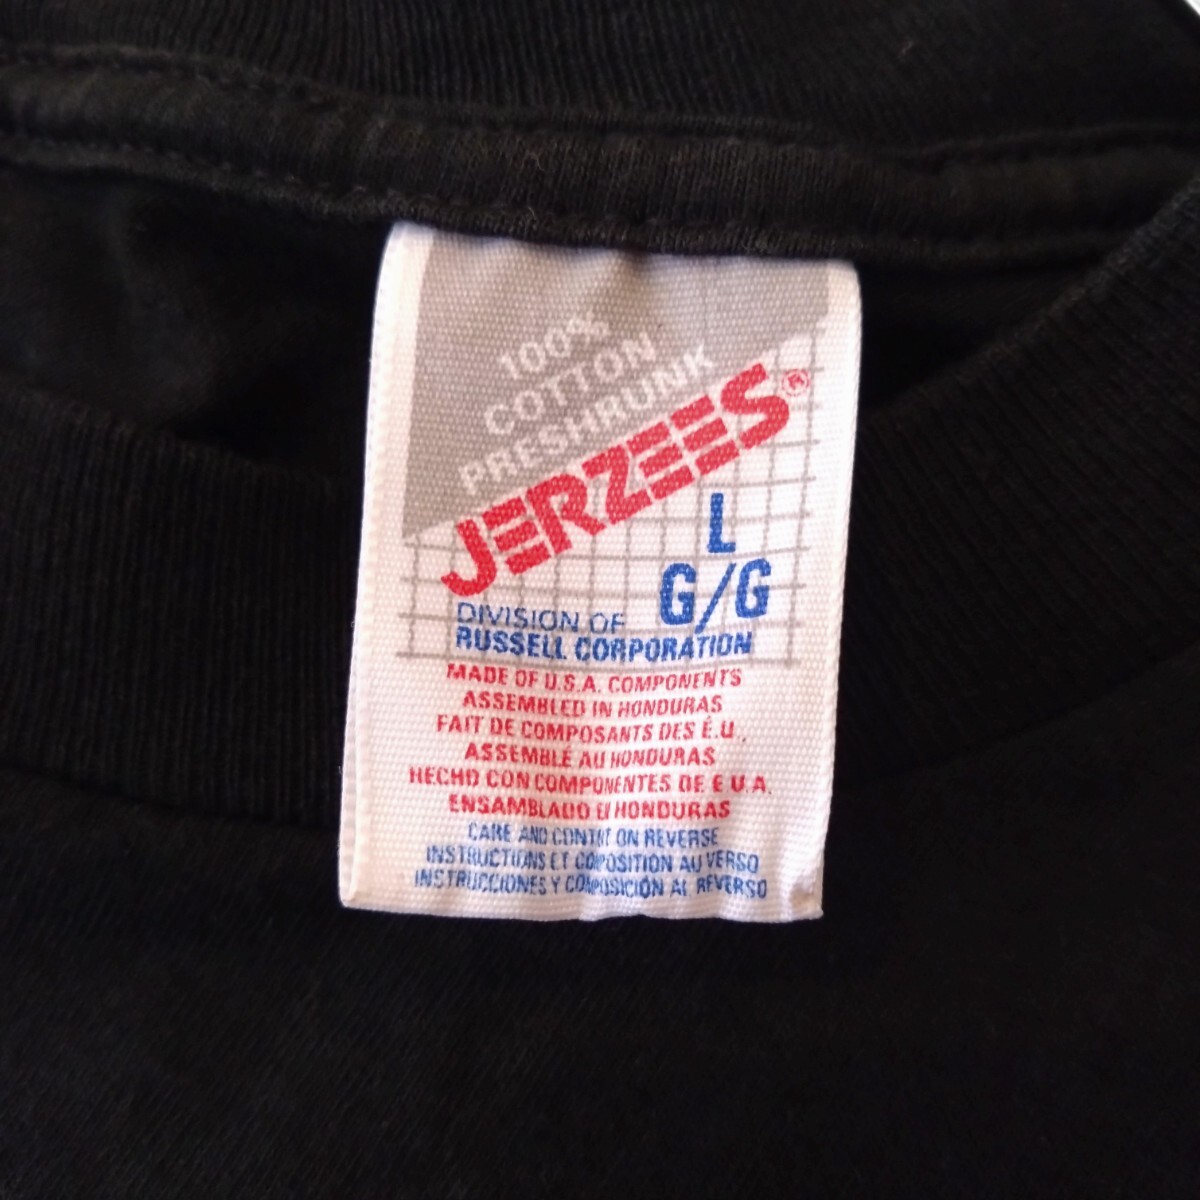 100%
COTTON
PRESHRUNK
JERZEES®
L
G/G
DIVISION OF
RUSSELL CORPORATION
MADE OF U.S.A. COMPONENTS
ASSEMBLED IN HONDURAS
FAIT DE COMPOSANTS DES É.U.
ASSEMBLÉ AU HONDURAS
HECHO CON COMPONENTES DE E U.A.
ENSAMBLADO EN HONDURAS
CARE AND CONTENT ON REVERSE
INSTRUCTIONS ET COMPOSITION AU VERSO
INSTRUCCIONES Y COMPOSICIÓN AL REVERSO